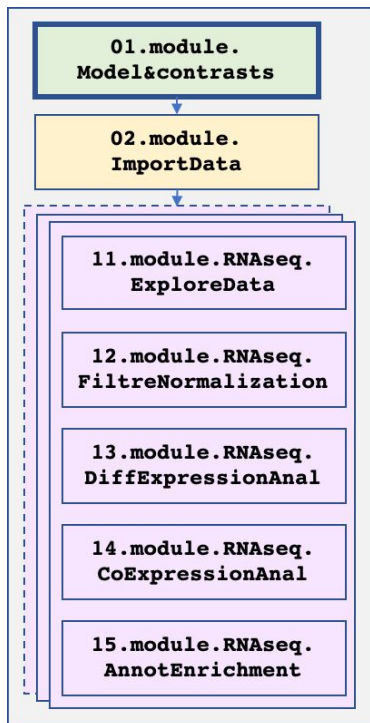 01.module.
Model&contrasts
02.module.
ImportData
11.module.RNAseq.
ExploreData
12.module.RNAseq.
FiltreNormalization
13.module.RNAseq.
DiffExpressionAnal
14.module.RNAseq.
CoExpressionAnal
15.module.RNAseq.
AnnotEnrichment